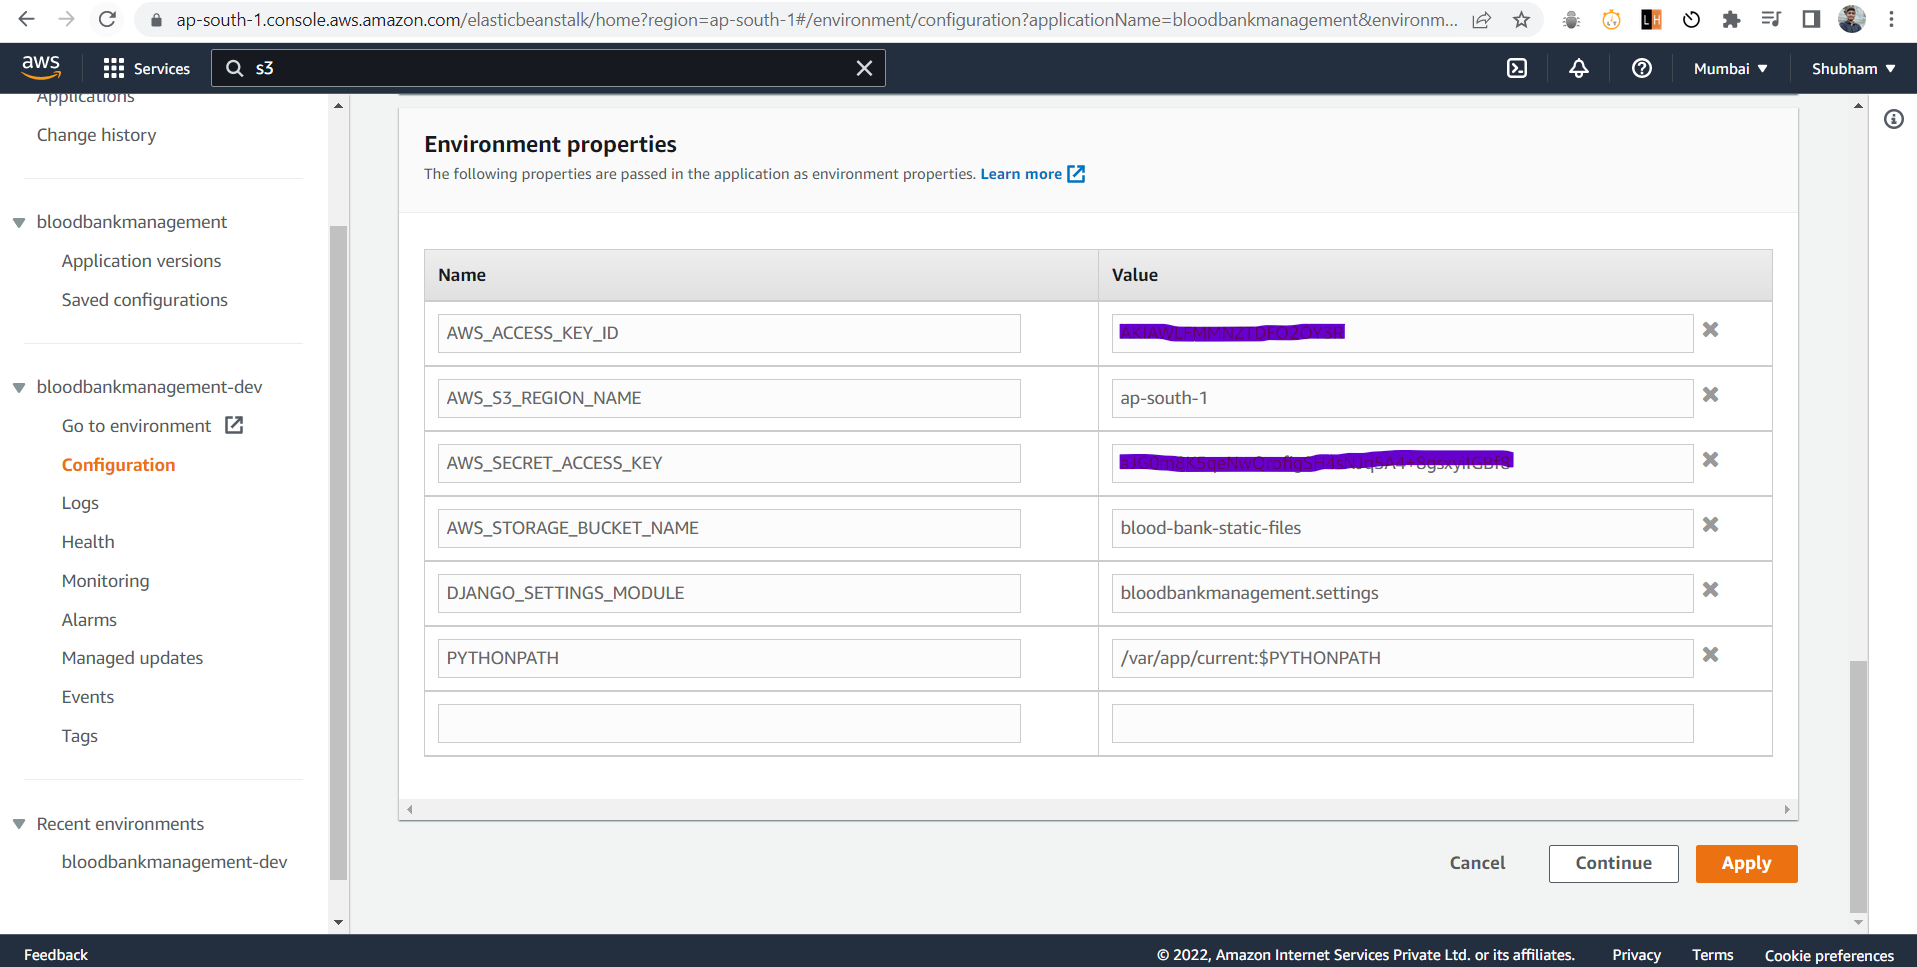 ap-south-1.console.aws.amazon.com/elasticbeanstalk/home?region=ap-south-1#/environment/configuration?applicationName=bloodbankmanagement&environm...
LH
aws
Services
s3
Mumbai
Shubham
Applications
Change history
bloodbankmanagement
Application versions
Saved configurations
bloodbankmanagement-dev
Go to environment
Configuration
Logs
Health
Monitoring
Alarms
Managed updates
Events
Tags
Recent environments
bloodbankmanagement-dev
Environment properties
The following properties are passed in the application as environment properties. Learn more
Name Value
AWS_ACCESS_KEY_ID
AWS_S3_REGION_NAME ap-south-1
AWS_SECRET_ACCESS_KEY
AWS_STORAGE_BUCKET_NAME blood-bank-static-files
DJANGO_SETTINGS_MODULE bloodbankmanagement.settings
PYTHONPATH /var/app/current:$PYTHONPATH
Cancel Continue Apply
Feedback
© 2022, Amazon Internet Services Private Ltd. or its affiliates. Privacy Terms Cookie preferences